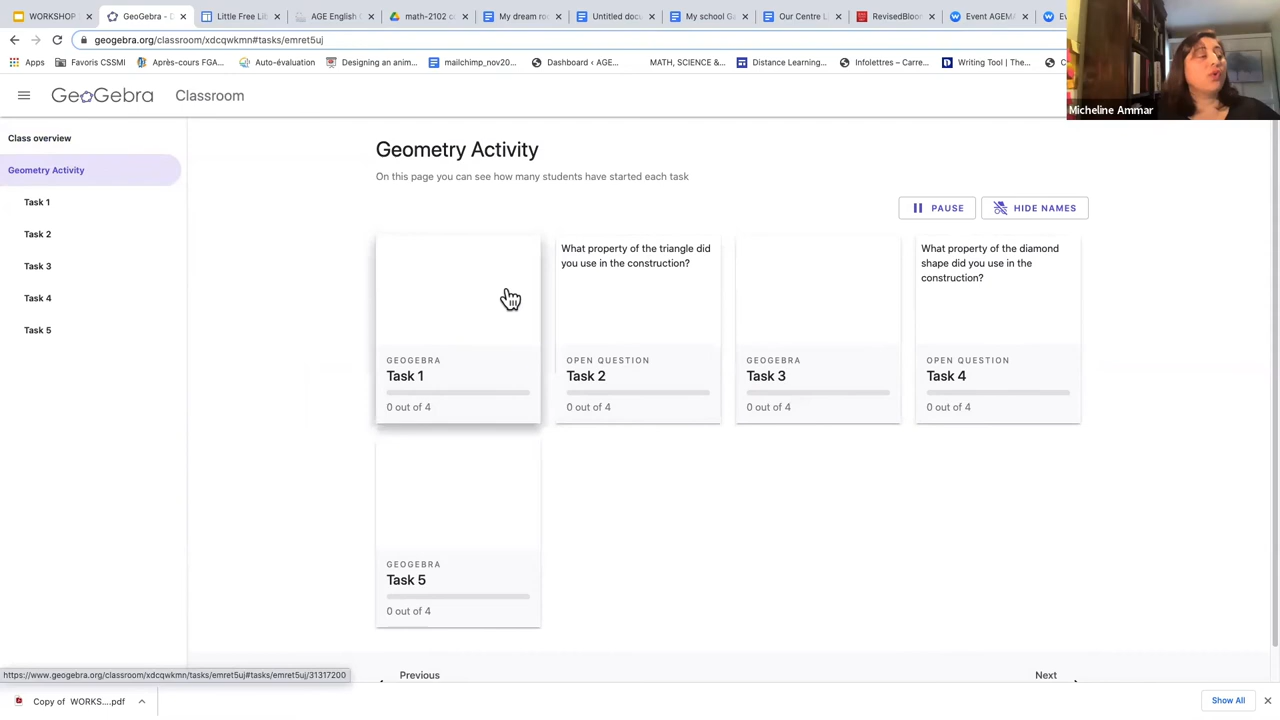 WORKSHOP
GeoGebra - D
Little Free Lib
AGE English C
math-2102 co
My dream roo
Untitled docu
My school Ga
Our Centre L
RevisedBloom
Event AGEMA
Ev
geogebra.org/classroom/xdcqwkmn#tasks/emret5uj
Apps
Favoris CSSMI
Après-cours FGA...
Auto-évaluation
Designing an anim...
mailchimp_nov20...
Dashboard ‹ AGE...
MATH, SCIENCE &...
Distance Learning...
Infolettres – Carre...
Writing Tool | The...
GeoGebra
Classroom
Micheline Ammar
Class overview
Geometry Activity
Task 1
Task 2
Task 3
Task 4
Task 5
Geometry Activity
On this page you can see how many students have started each task
PAUSE
HIDE NAMES
GEOGEBRA
Task 1
0 out of 4
What property of the triangle did
you use in the construction?
OPEN QUESTION
Task 2
0 out of 4
GEOGEBRA
Task 3
0 out of 4
What property of the diamond
shape did you use in the
construction?
OPEN QUESTION
Task 4
0 out of 4
GEOGEBRA
Task 5
0 out of 4
Previous
Next
https://www.geogebra.org/classroom/xdcqwkmn/tasks/emret5uj#tasks/emret5uj/31317200
Copy of WORKS....pdf
Show All